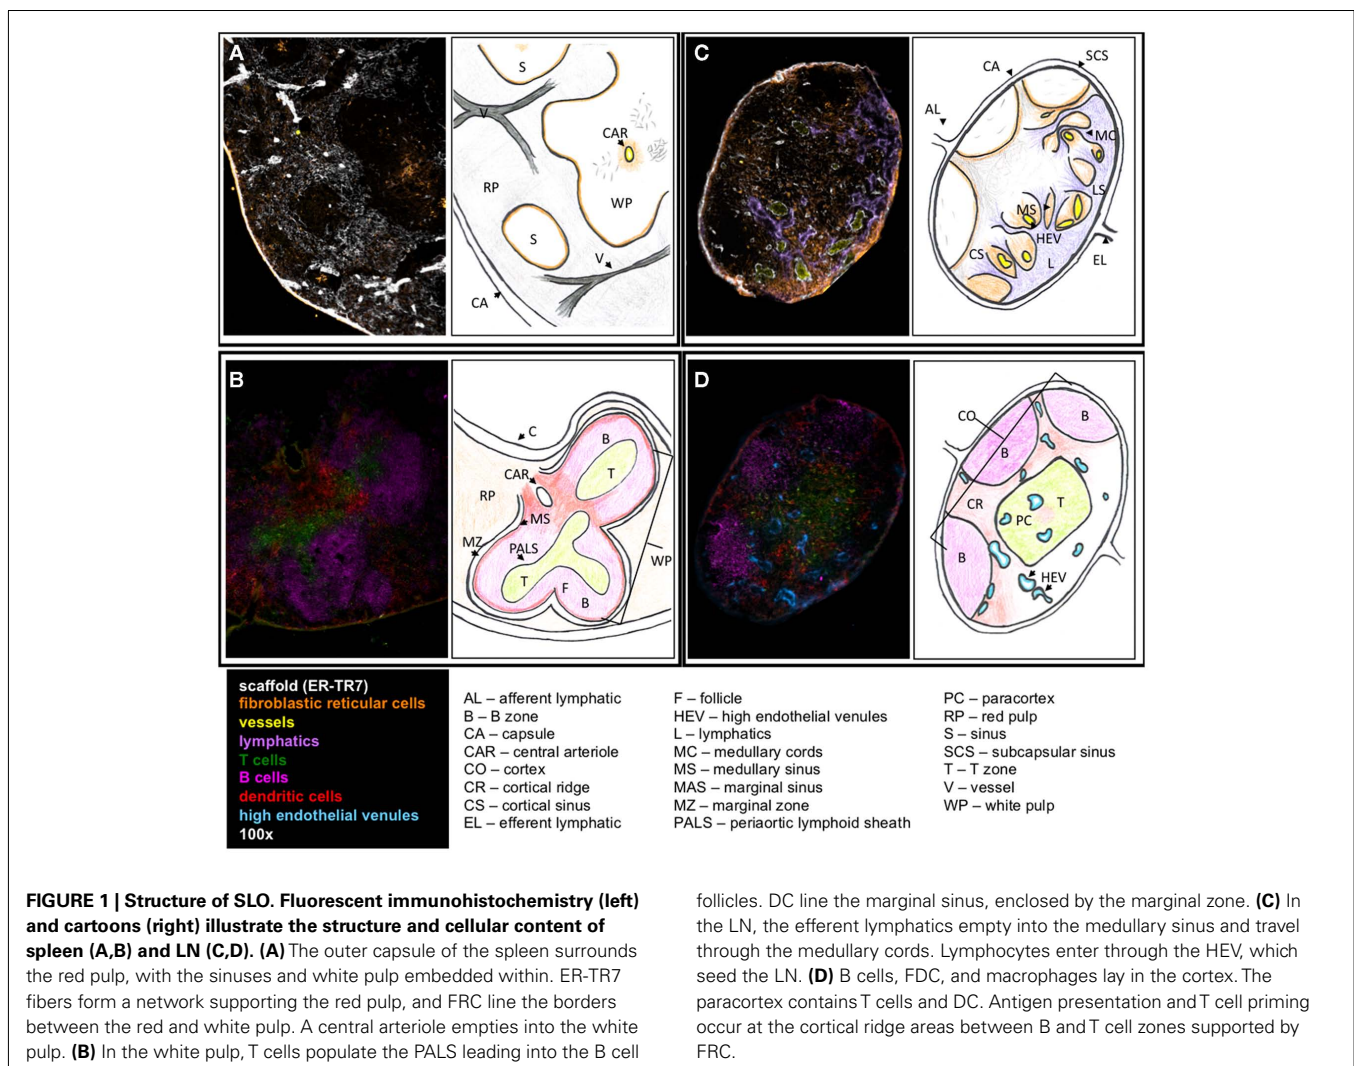 A
S
V
CAR
RP
WP
S
V
CA
C
CA
SCS
AL
MC
LS
MS
HEV
CS
L
EL
B
C
B
T
CAR
RP
MS
MZ
PALS
WP
T
F
B
D
CO
B
B
CR
T
PC
B
HEV
scaffold (ER-TR7)
fibroblastic reticular cells
vessels
lymphatics
T cells
B cells
dendritic cells
high endothelial venules
100x
AL – afferent lymphatic
B – B zone
CA – capsule
CAR – central arteriole
CO – cortex
CR – cortical ridge
CS – cortical sinus
EL – efferent lymphatic
F – follicle
HEV – high endothelial venules
L – lymphatics
MC – medullary cords
MS – medullary sinus
MAS – marginal sinus
MZ – marginal zone
PALS – periaortic lymphoid sheath
PC – paracortex
RP – red pulp
S – sinus
SCS – subcapsular sinus
T – T zone
V – vessel
WP – white pulp
FIGURE 1 | Structure of SLO. Fluorescent immunohistochemistry (left)
and cartoons (right) illustrate the structure and cellular content of
spleen (A,B) and LN (C,D). (A) The outer capsule of the spleen surrounds
the red pulp, with the sinuses and white pulp embedded within. ER-TR7
fibers form a network supporting the red pulp, and FRC line the borders
between the red and white pulp. A central arteriole empties into the white
pulp. (B) In the white pulp, T cells populate the PALS leading into the B cell
follicles. DC line the marginal sinus, enclosed by the marginal zone. (C) In
the LN, the efferent lymphatics empty into the medullary sinus and travel
through the medullary cords. Lymphocytes enter through the HEV, which
seed the LN. (D) B cells, FDC, and macrophages lay in the cortex. The
paracortex contains T cells and DC. Antigen presentation and T cell priming
occur at the cortical ridge areas between B and T cell zones supported by
FRC.